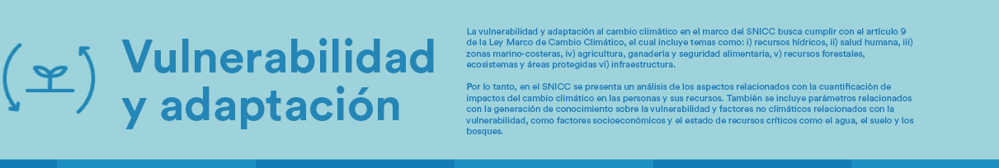 Vulnerabilidad
y adaptación
La vulnerabilidad y adaptación al cambio climático en el marco del SNICC busca cumplir con el artículo 9
de la Ley Marco de Cambio Climático, el cual incluye temas como: i) recursos hídricos, ii) salud humana, iii)
zonas marino-costeras, iv) agricultura, ganadería y seguridad alimentaria, v) recursos forestales,
ecosistemas y áreas protegidas vi) infraestructura.
Por lo tanto, en el SNICC se presenta un análisis de los aspectos relacionados con la cuantificación de
impactos del cambio climático en las personas y sus recursos. También se incluye parámetros relacionados
con la generación de conocimiento sobre la vulnerabilidad y factores no climáticos relacionados con la
vulnerabilidad, como factores socioeconómicos y el estado de recursos críticos como el agua, el suelo y los
bosques.